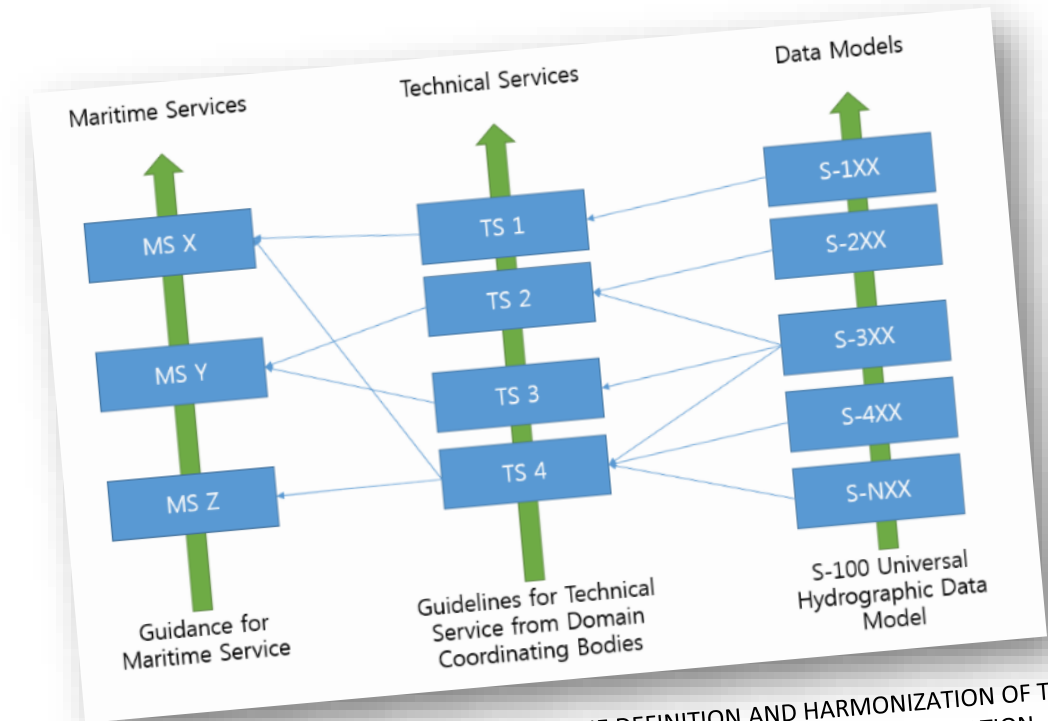 Maritime Services
Technical Services
Data Models
MS X
MS Y
MS Z
TS 1
TS 2
TS 3
TS 4
S-1XX
S-2XX
S-3XX
S-4XX
S-NXX
Guidance for
Maritime Service
Guidelines for Technical
Service from Domain
Coordinating Bodies
S-100 Universal
Hydrographic Data
Model
DEFINITION AND HARMONIZATION OF